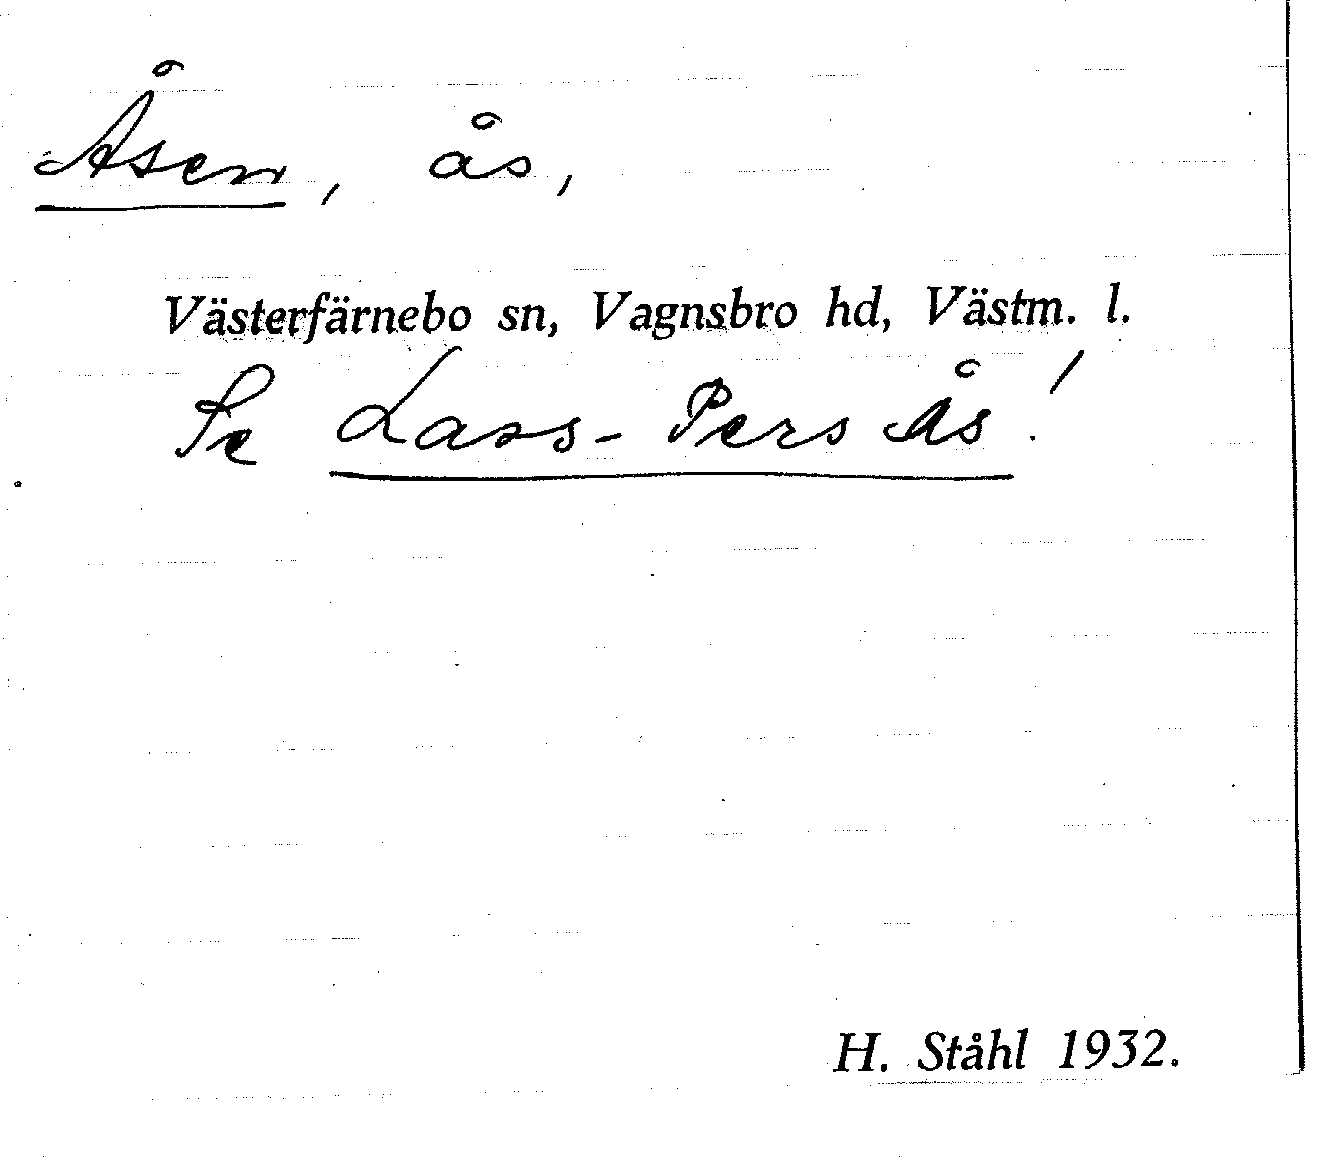 Åsen, ås,
Västerfärnebo sn, Vagnsbro hd, Västm. l.
Se Lass-Pers ås!
H. Ståhl 1932.